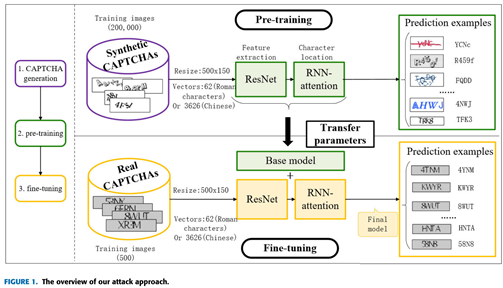 Training images
(200,000)
Pre-training
Prediction examples
Synthetic
CAPTCHAs
Feature
extraction
Character
location
1. CAPTCHA
generation
Resize:500x150
ResNet
RNN-
attention
Vectors:62(Roman
characters)
Or 3626(Chinese)
YCNc
R459f
FQDD
......
4NWJ
TFK3
2. pre-training
Transfer
parameters
Base model
+
3. fine-tuning
Real
CAPTCHAs
Resize:500x150
ResNet
RNN-
attention
Vectors:62(Roman
characters)
Or 3626(Chinese)
Final
model
Prediction examples
4YNM
KWYR
8WUT
......
HNTA
58N8
Training images
(500)
Fine-tuning
FIGURE 1. The overview of our attack approach.